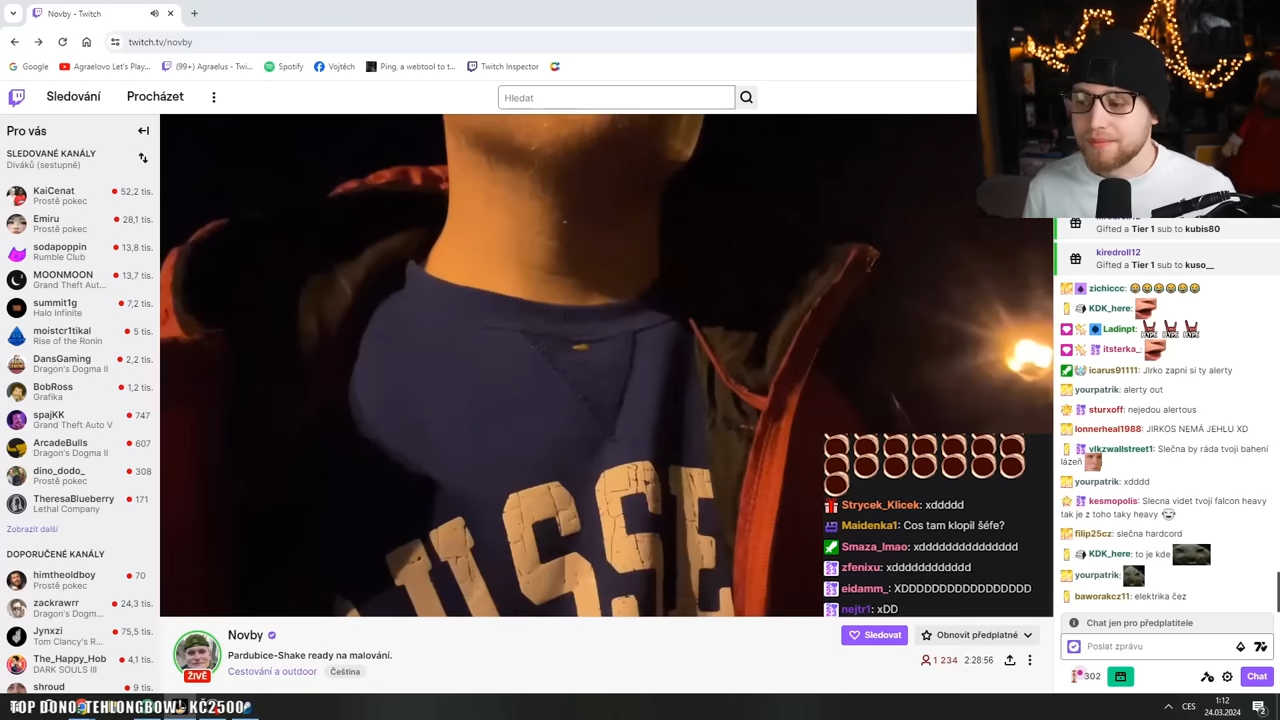 Novby - Twitch
twitch.tv/novby
Google
Agraelovo Let's Play...
(99+) Agraelus - Twi...
Spotify
Vojtěch
Ping, a webtool to t...
Twitch Inspector
Sledování
Procházet
Hledat
Pro vás
SLEDOVANÉ KANÁLY
Diváků (sestupně)
KaiCenat
52,2 tis.
Prostě pokec
Emiru
28,1 tis.
Prostě pokec
sodapoppin
13,8 tis.
Rumble Club
MOONMOON
13,7 tis.
Grand Theft Aut...
summit1g
7,2 tis.
Halo Infinite
moistcr1tikal
5 tis.
Rise of the Ronin
DansGaming
2,2 tis.
Dragon's Dogma II
BobRoss
1,2 tis.
Grafika
spajKK
747
Grand Theft Auto V
ArcadeBulls
607
Dragon's Dogma II
dino_dodo_
308
Prostě pokec
TheresaBlueberry
171
Lethal Company
Zobrazit další
DOPORUČENÉ KANÁLY
himtheoldboy
70
Prostě pokec
zackrawrr
24,3 tis.
Dragon's Dogm...
Jynxzi
75,5 tis.
Tom Clancy's R...
The_Happy_Hob
4,1 tis.
DARK SOULS III
shroud
9 tis.
Strycek_Klicek: xddddd
Maidenka1: Cos tam klopil šéfe?
Smaza_lmao: xdddddddddddddddd
zfenixu: xdddddddddddd
eidamm_: XDDDDDDDDDDDDDDDDD
nejtr1: xDD
Novby
Pardubice-Shake ready na malování.
Cestování a outdoor
Čeština
ŽIVĚ
Sledovat
Obnovit předplatné
1 234
2:28:56
Gifted a Tier 1 sub to kubis80
kiredroll12
Gifted a Tier 1 sub to kuso__
zichiccc:
KDK_here:
Ladinpt:
HYPE HYPE HYPE
itsterka_:
icarus91111: JIrko zapni si ty alerty
yourpatrik: alerty out
sturxoff: nejedou alertous
lonnerheal1988: JIRKOS NEMÁ JEHLU XD
vlkzwallstreet1: Slečna by ráda tvoji bahení
lázeň
yourpatrik: xdddd
kesmopolis: Slecna videt tvojí falcon heavy
tak je z toho taky heavy
filip25cz: slečna hardcord
KDK_here: to je kde
yourpatrik:
baworakcz11: elektrika čez
Chat jen pro předplatitele
Poslat zprávu
302
Chat
TOP DONO: TEHLONGBOW - KČ2500
CES
1:12
24.03.2024
2